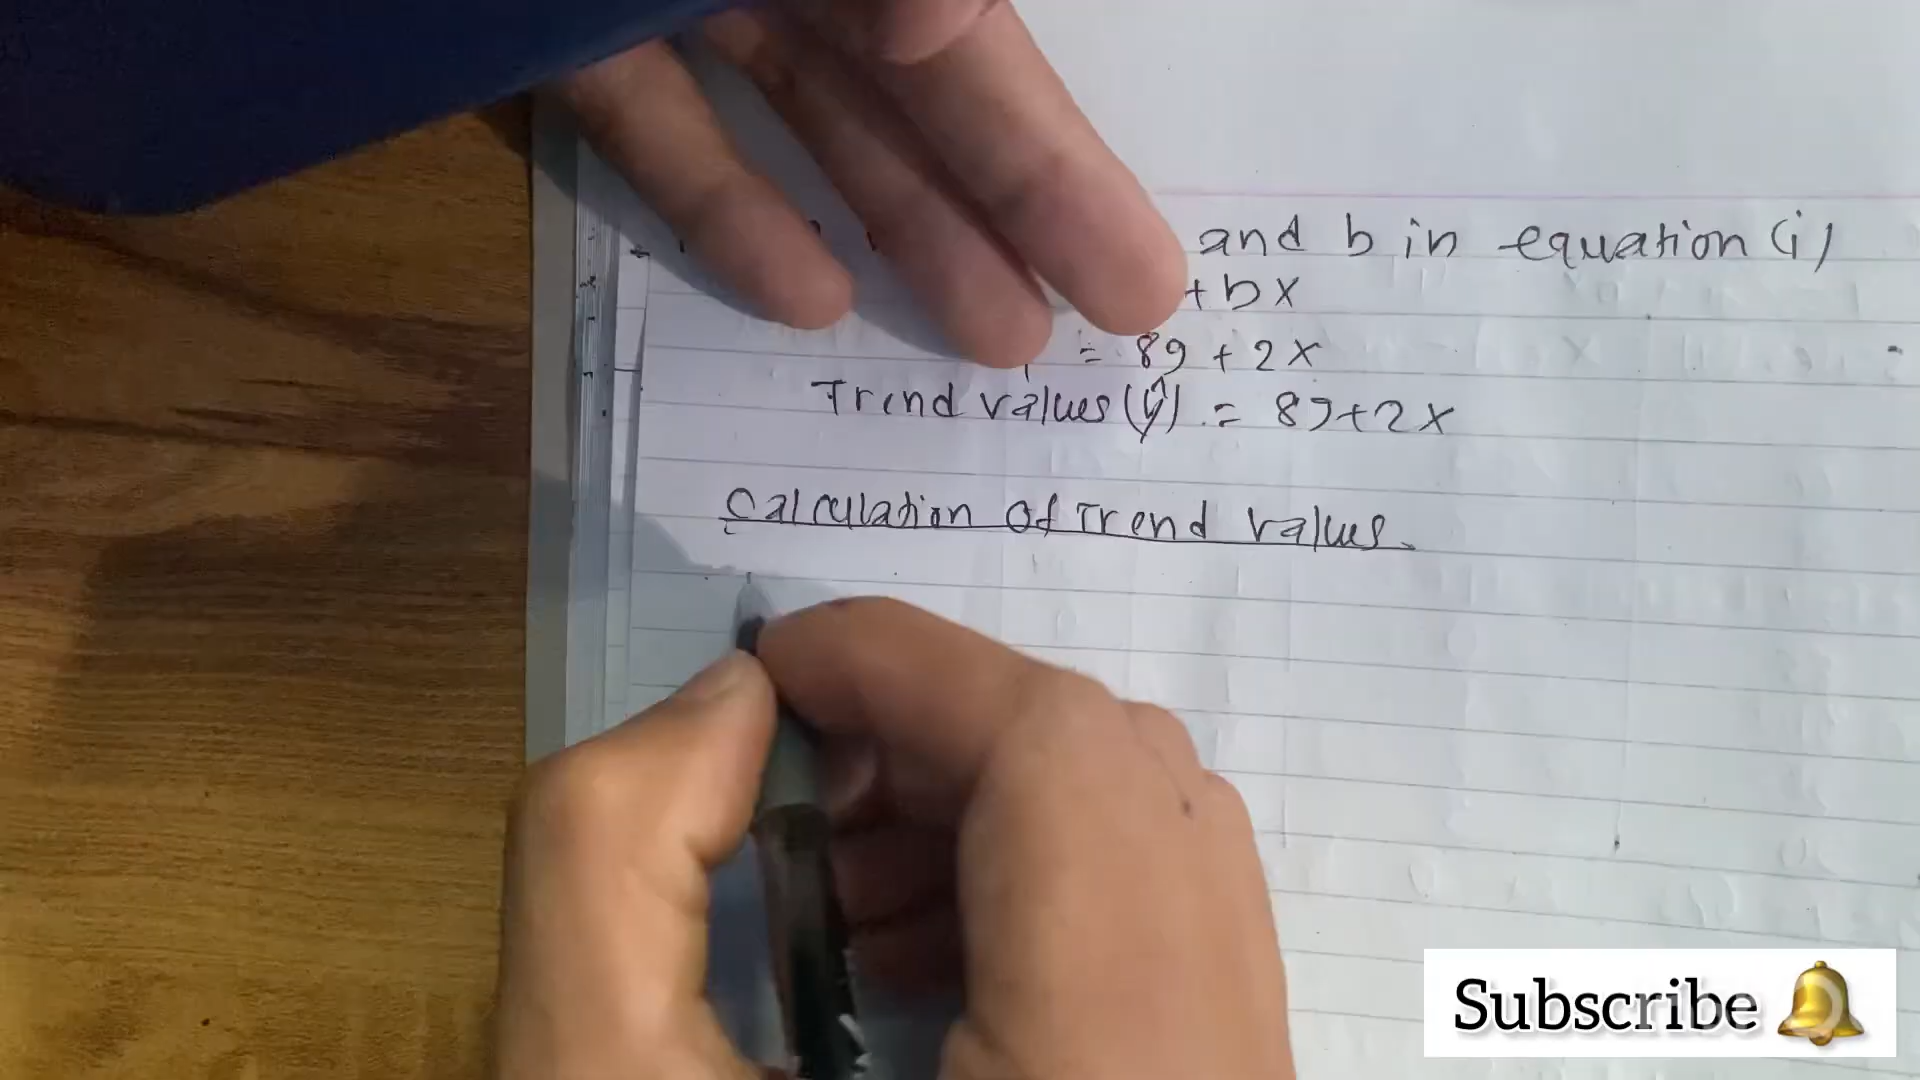 and b in equation (i)
+ bx
= 89 + 2x
Trend values (ŷ) = 89+2x
Calculation of Trend values.
Subscribe